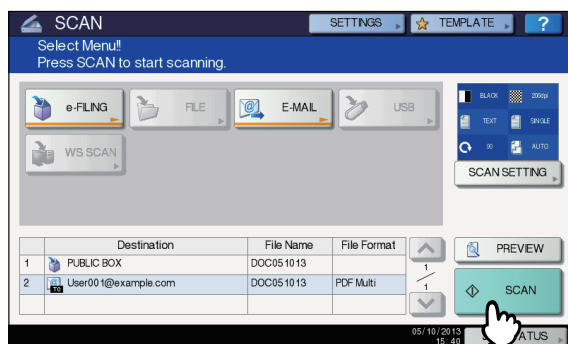 SCAN
SETTINGS
TEMPLATE
?
Select Menu!!
Press SCAN to start scanning.
e-FILING
FILE
E-MAIL
USB
WS SCAN
BLACK
200dpi
TEXT
SINGLE
90
AUTO
SCAN SETTING
Destination File Name File Format
1 PUBLIC BOX DOC051013
2 TO User001@example.com DOC051013 PDF Multi
1
1
PREVIEW
SCAN
05/10/2013
15:40